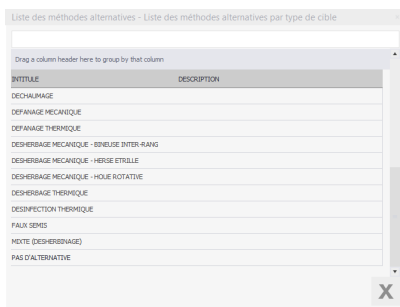 Liste des méthodes alternatives - Liste des méthodes alternatives par type de cible
Drag a column header here to group by that column
INTITULE DESCRIPTION
DECHAUMAGE
DEFANAGE MECANIQUE
DEFANAGE THERMIQUE
DESHERBAGE MECANIQUE - BINEUSE INTER-RANG
DESHERBAGE MECANIQUE - HERSE ETRILLE
DESHERBAGE MECANIQUE - HOUE ROTATIVE
DESHERBAGE THERMIQUE
DESINFECTION THERMIQUE
FAUX SEMIS
MIXTE (DESHERBINAGE)
PAS D'ALTERNATIVE
X